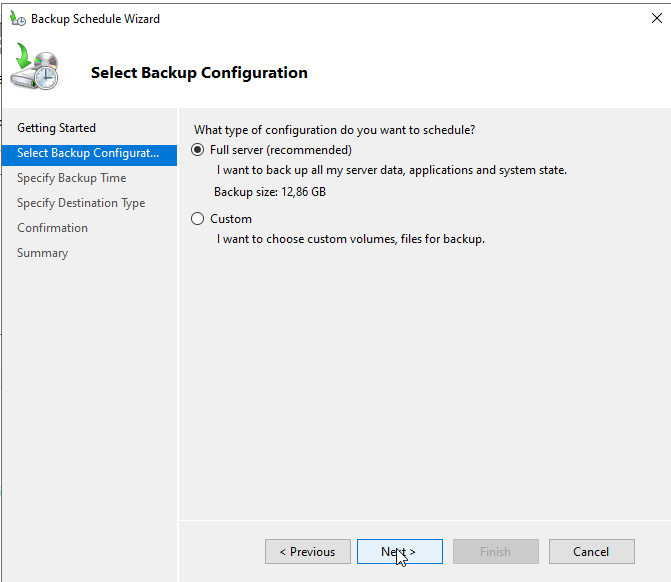 Backup Schedule Wizard
Select Backup Configuration
Getting Started
Select Backup Configurat...
Specify Backup Time
Specify Destination Type
Confirmation
Summary
What type of configuration do you want to schedule?
Full server (recommended)
I want to back up all my server data, applications and system state.
Backup size: 12,86 GB
Custom
I want to choose custom volumes, files for backup.
< Previous
Next >
Finish
Cancel